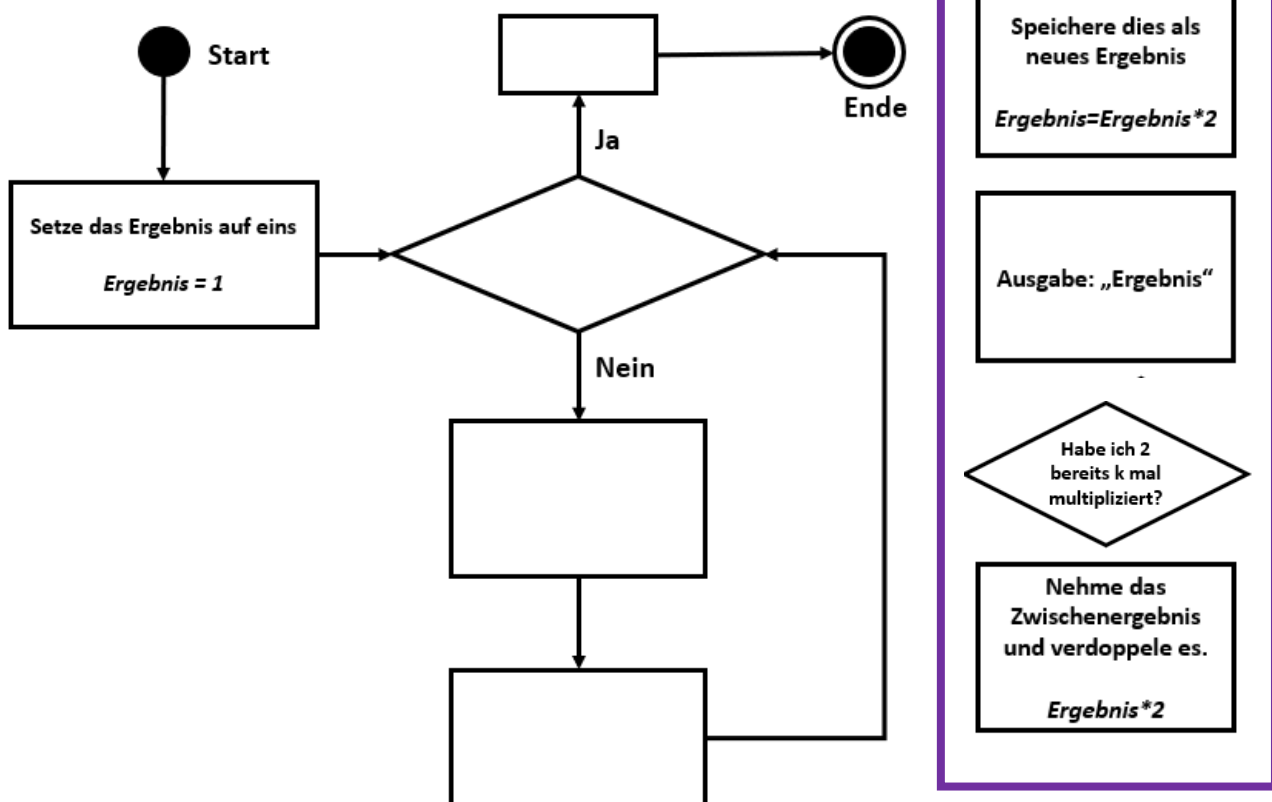 Start
Setze das Ergebnis auf eins
Ergebnis = 1
Ja
Ende
Nein
Speichere dies als
neues Ergebnis
Ergebnis=Ergebnis*2
Ausgabe: „Ergebnis“
Habe ich 2
bereits k mal
multipliziert?
Nehme das
Zwischenergebnis
und verdoppele es.
Ergebnis*2